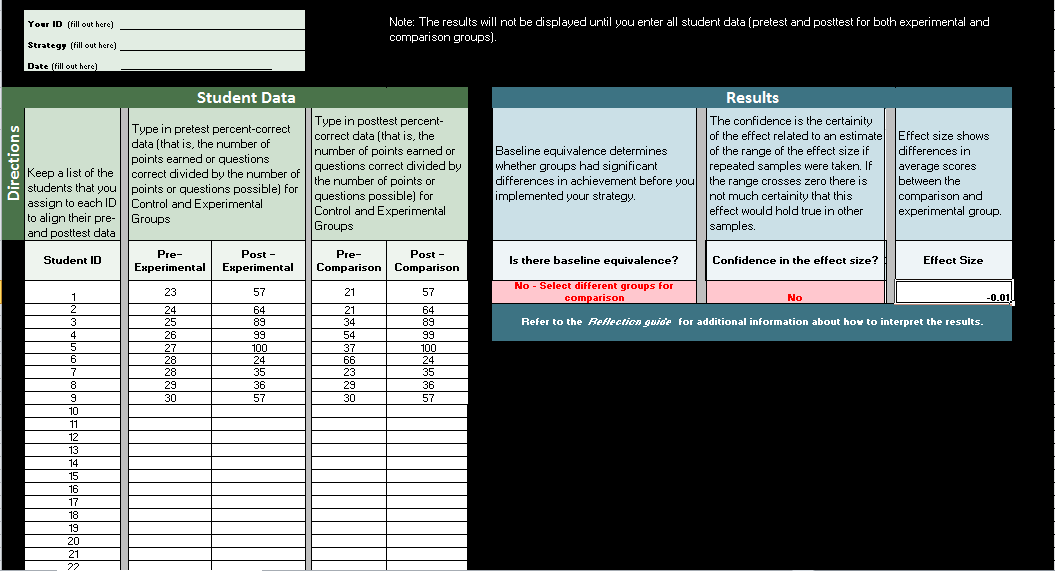 Your ID (fill out here)
Strategy (fill out here)
Date (fill out here)
Note: The results will not be displayed until you enter all student data (pretest and posttest for both experimental and
comparison groups).
Student Data
Directions
Keep a list of the
students that you
assign to each ID
to align their pre-
and posttest data
Type in pretest percent-correct
data (that is, the number of
points earned or questions
correct divided by the number of
points or questions possible) for
Control and Experimental
Groups
Type in posttest percent-
correct data (that is, the
number of points earned or
questions correct divided by
the number of points or
questions possible) for
Control and Experimental
Groups
Student ID
Pre-
Experimental
Post -
Experimental
Pre-
Comparison
Post -
Comparison
1 23 57 21 57
2 24 64 21 64
3 25 89 34 89
4 26 99 54 99
5 27 100 37 100
6 28 24 66 24
7 28 35 23 35
8 29 36 29 36
9 30 57 30 57
10
11
12
13
14
15
16
17
18
19
20
21
22
Results
Baseline equivalence determines
whether groups had significant
differences in achievement before you
implemented your strategy.
The confidence is the certainity
of the effect related to an estimate
of the range of the effect size if
repeated samples were taken. If
the range crosses zero there is
not much certainity that this
effect would hold true in other
samples.
Effect size shows
differences in
average scores
between the
comparison and
experimental group.
Is there baseline equivalence?
Confidence in the effect size?
Effect Size
No - Select different groups for
comparison
No
-0.01
Refer to the Reflection guide for additional information about how to interpret the results.